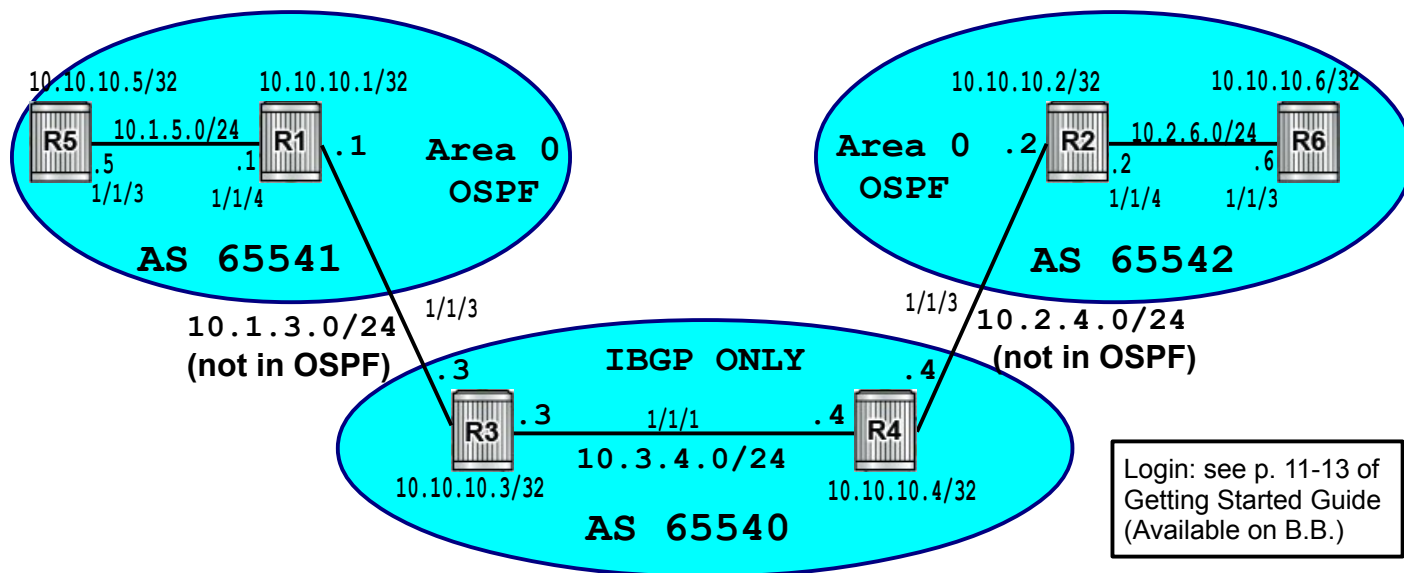 10.10.10.5/32
10.10.10.1/32
R5
10.1.5.0/24
R1
.1
.5
.1
1/1/3
1/1/4
Area 0
OSPF
AS 65541
10.10.10.2/32
10.10.10.6/32
Area 0
OSPF
.2
R2
10.2.6.0/24
R6
.2
.6
1/1/4
1/1/3
AS 65542
1/1/3
10.1.3.0/24
(not in OSPF)
1/1/3
10.2.4.0/24
(not in OSPF)
IBGP ONLY
.3
.4
R3
.3
1/1/1
.4
R4
10.3.4.0/24
10.10.10.3/32
10.10.10.4/32
AS 65540
Login: see p. 11-13 of
Getting Started Guide
(Available on B.B.)